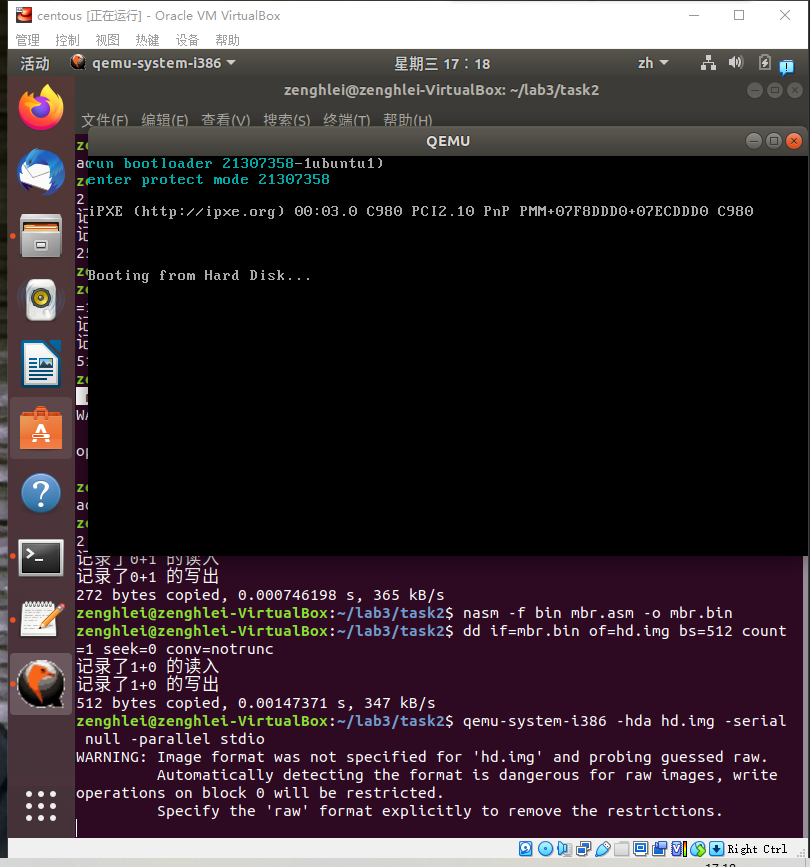 centous [正在运行] - Oracle VM VirtualBox
管理 控制 视图 热键 设备 帮助
活动 qemu-system-i386 星期三 17：18 zh
zenghlei@zenghlei-VirtualBox: ~/lab3/task2
文件(F) 编辑(E) 查看(V) 搜索(S) 终端(T) 帮助(H)
QEMU
run bootloader 21307358-1ubuntu1)
enter protect mode 21307358
iPXE (http://ipxe.org) 00:03.0 C980 PCI2.10 PnP PMM+07F8DDD0+07ECDDD0 C980
Booting from Hard Disk...
记录了0+1 的读入
记录了0+1 的写出
272 bytes copied, 0.000746198 s, 365 kB/s
zenghlei@zenghlei-VirtualBox:~/lab3/task2$ nasm -f bin mbr.asm -o mbr.bin
zenghlei@zenghlei-VirtualBox:~/lab3/task2$ dd if=mbr.bin of=hd.img bs=512 count
=1 seek=0 conv=notrunc
记录了1+0 的读入
记录了1+0 的写出
512 bytes copied, 0.00147371 s, 347 kB/s
zenghlei@zenghlei-VirtualBox:~/lab3/task2$ qemu-system-i386 -hda hd.img -serial
null -parallel stdio
WARNING: Image format was not specified for 'hd.img' and probing guessed raw.
Automatically detecting the format is dangerous for raw images, write
operations on block 0 will be restricted.
Specify the 'raw' format explicitly to remove the restrictions.
Right Ctrl